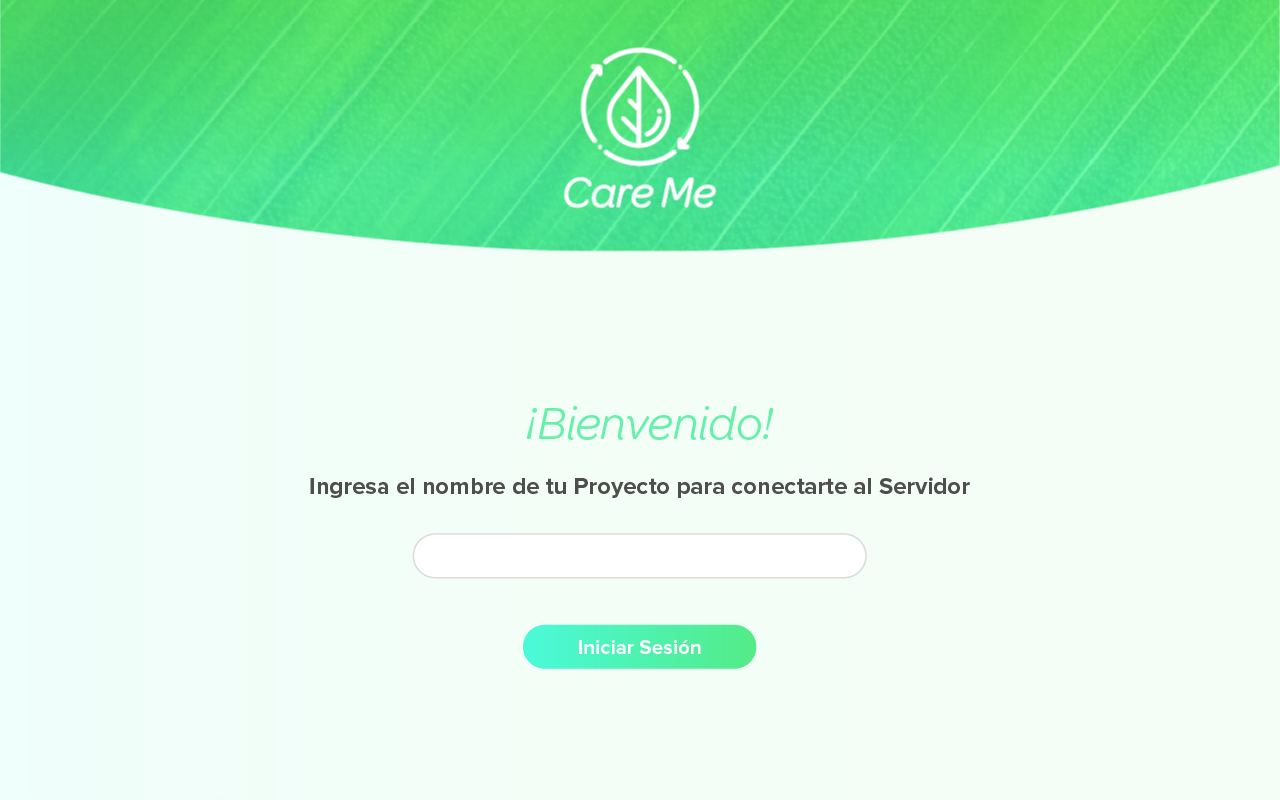 Care Me
¡Bienvenido!
Ingresa el nombre de tu Proyecto para conectarte al Servidor
Iniciar Sesión